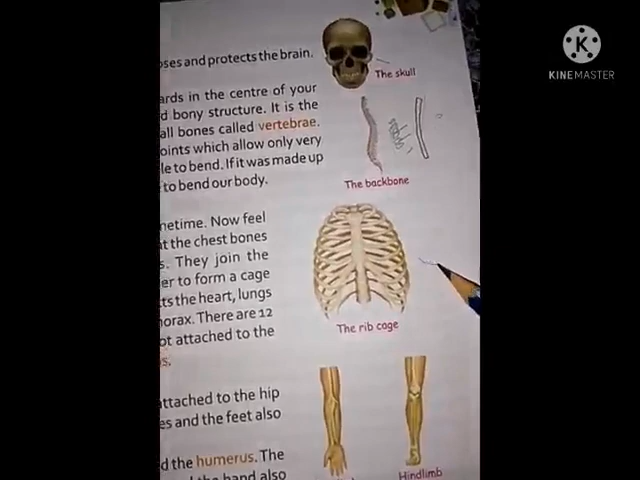 oses and protects the brain.
The skull
KINEMASTER
ards in the centre of your
d bony structure. It is the
all bones called vertebrae.
oints which allow only very
le to bend. If it was made up
to bend our body.
The backbone
netime. Now feel
at the chest bones
s. They join the
er to form a cage
ts the heart, lungs
horax. There are 12
ot attached to the
s.
The rib cage
attached to the hip
es and the feet also
d the humerus. The
d the hand also
Hindlimb